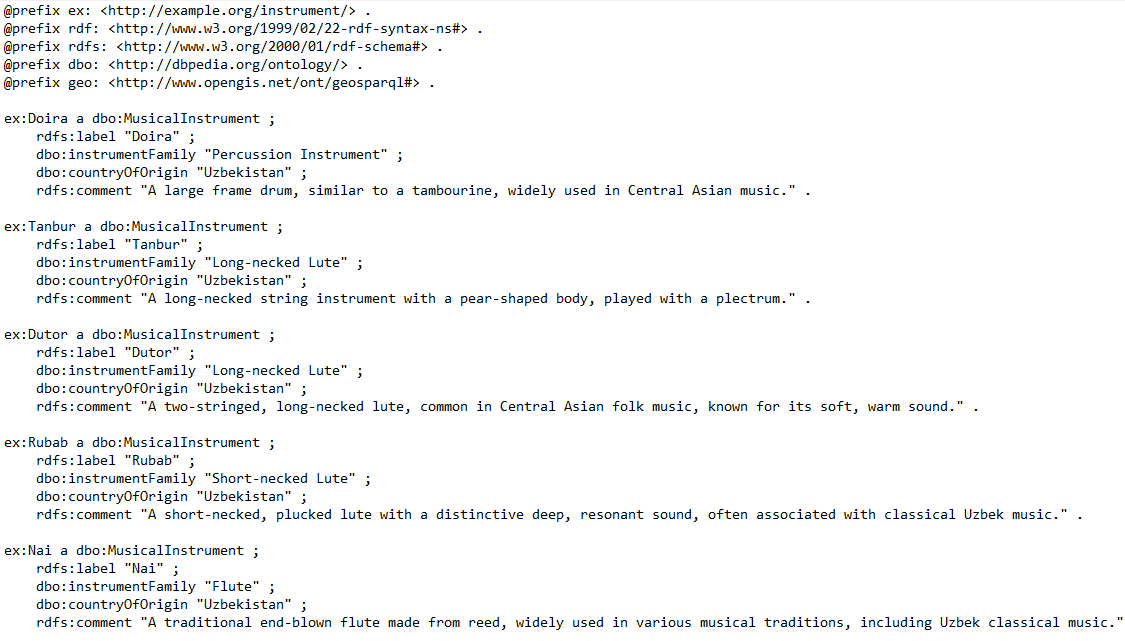 @prefix ex: <http://example.org/instrument/> .
@prefix rdf: <http://www.w3.org/1999/02/22-rdf-syntax-ns#> .
@prefix rdfs: <http://www.w3.org/2000/01/rdf-schema#> .
@prefix dbo: <http://dbpedia.org/ontology/> .
@prefix geo: <http://www.opengis.net/ont/geosparql#> .

ex:Doira a dbo:MusicalInstrument ;
    rdfs:label "Doira" ;
    dbo:instrumentFamily "Percussion Instrument" ;
    dbo:countryOfOrigin "Uzbekistan" ;
    rdfs:comment "A large frame drum, similar to a tambourine, widely used in Central Asian music." .

ex:Tanbur a dbo:MusicalInstrument ;
    rdfs:label "Tanbur" ;
    dbo:instrumentFamily "Long-necked Lute" ;
    dbo:countryOfOrigin "Uzbekistan" ;
    rdfs:comment "A long-necked string instrument with a pear-shaped body, played with a plectrum." .

ex:Dutor a dbo:MusicalInstrument ;
    rdfs:label "Dutor" ;
    dbo:instrumentFamily "Long-necked Lute" ;
    dbo:countryOfOrigin "Uzbekistan" ;
    rdfs:comment "A two-stringed, long-necked lute, common in Central Asian folk music, known for its soft, warm sound." .

ex:Rubab a dbo:MusicalInstrument ;
    rdfs:label "Rubab" ;
    dbo:instrumentFamily "Short-necked Lute" ;
    dbo:countryOfOrigin "Uzbekistan" ;
    rdfs:comment "A short-necked, plucked lute with a distinctive deep, resonant sound, often associated with classical Uzbek music." .

ex:Nai a dbo:MusicalInstrument ;
    rdfs:label "Nai" ;
    dbo:instrumentFamily "Flute" ;
    dbo:countryOfOrigin "Uzbekistan" ;
    rdfs:comment "A traditional end-blown flute made from reed, widely used in various musical traditions, including Uzbek classical music."